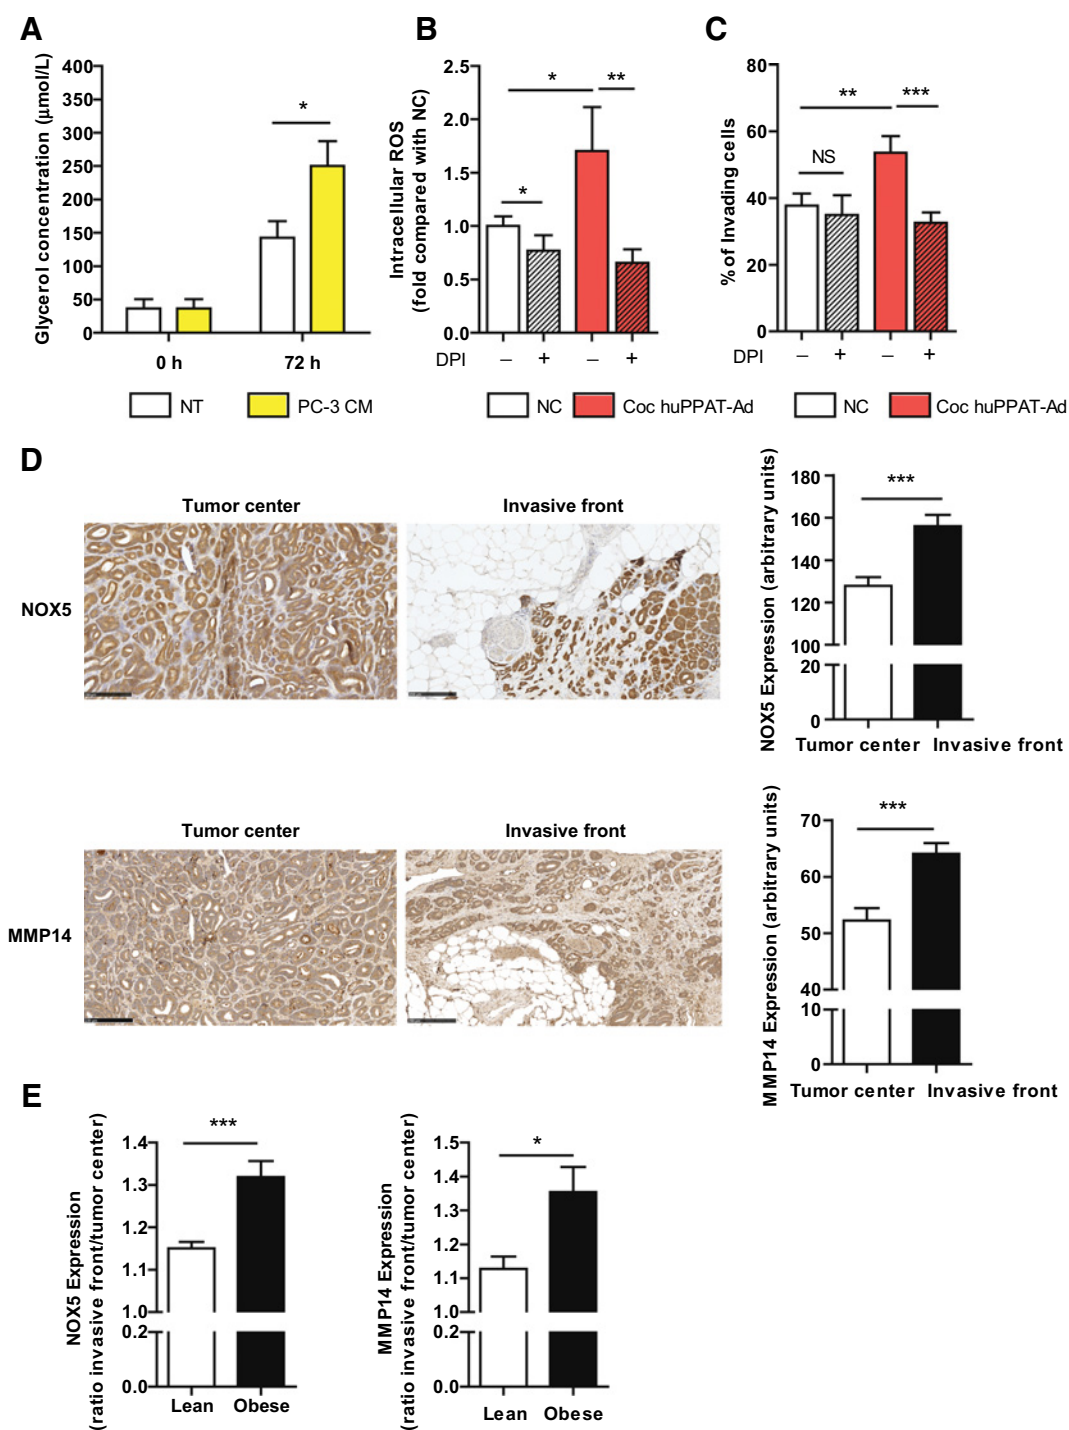 A
Glycerol concentration (μmol/L)
400
350
300
250
200
150
100
50
0
*
0 h
72 h
NT
PC-3 CM
B
Intracellular ROS
(fold compared with NC)
2.5
2.0
1.5
1.0
0.5
0.0
*
*
**
DPI
–
+
–
+
NC
Coc huPPAT-Ad
C
% of Invading cells
80
60
40
20
0
NS
**
***
DPI
–
+
–
+
NC
Coc huPPAT-Ad
D
Tumor center
Invasive front
NOX5
NOX5 Expression (arbitrary units)
180
160
140
120
100
20
0
***
Tumor center
Invasive front
Tumor center
Invasive front
MMP14
MMP14 Expression (arbitrary units)
70
60
50
40
10
0
***
Tumor center
Invasive front
E
NOX5 Expression
(ratio invasive front/tumor center)
1.4
1.3
1.2
1.1
1.0
0.2
0.0
***
Lean
Obese
MMP14 Expression
(ratio invasive front/tumor center)
1.5
1.4
1.3
1.2
1.1
1.0
0.2
0.0
*
Lean
Obese